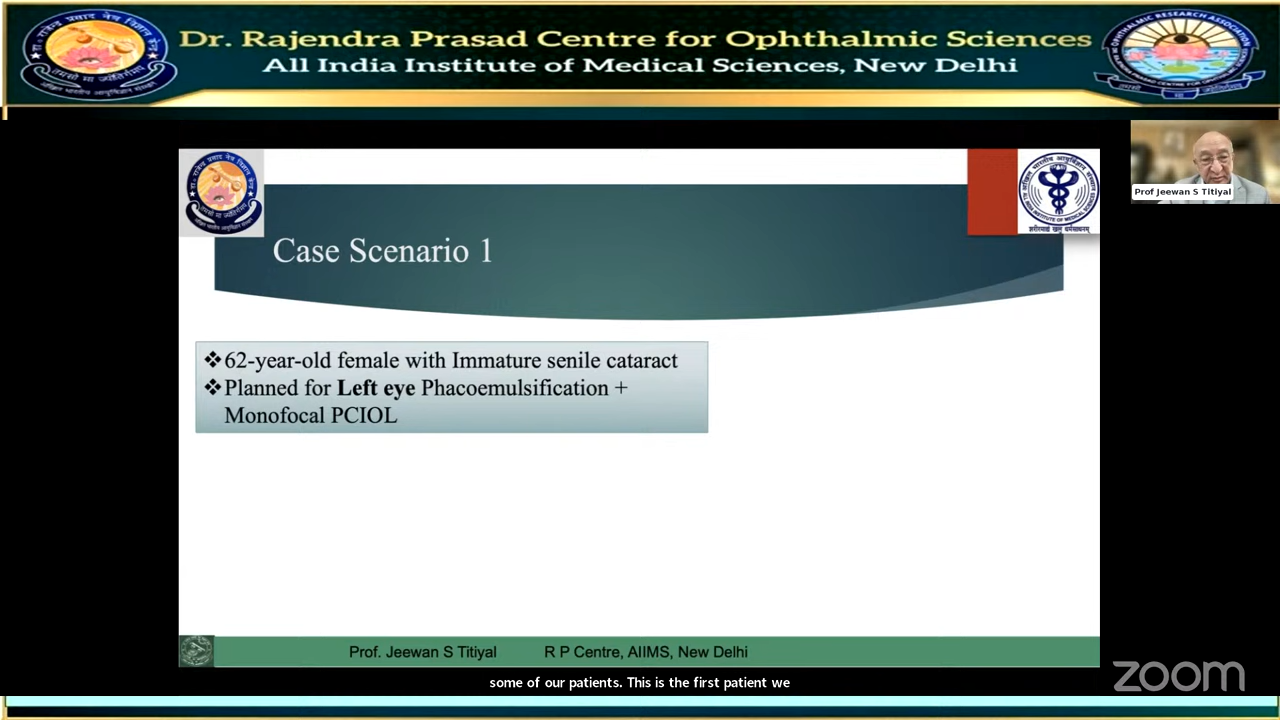 Dr. Rajendra Prasad Centre for Ophthalmic Sciences
All India Institute of Medical Sciences, New Delhi
Prof Jeewan S Titiyal
Case Scenario 1
❖62-year-old female with Immature senile cataract
❖Planned for Left eye Phacoemulsification +
Monofocal PCIOL
Prof. Jeewan S Titiyal R P Centre, AIIMS, New Delhi
some of our patients. This is the first patient we
zoom